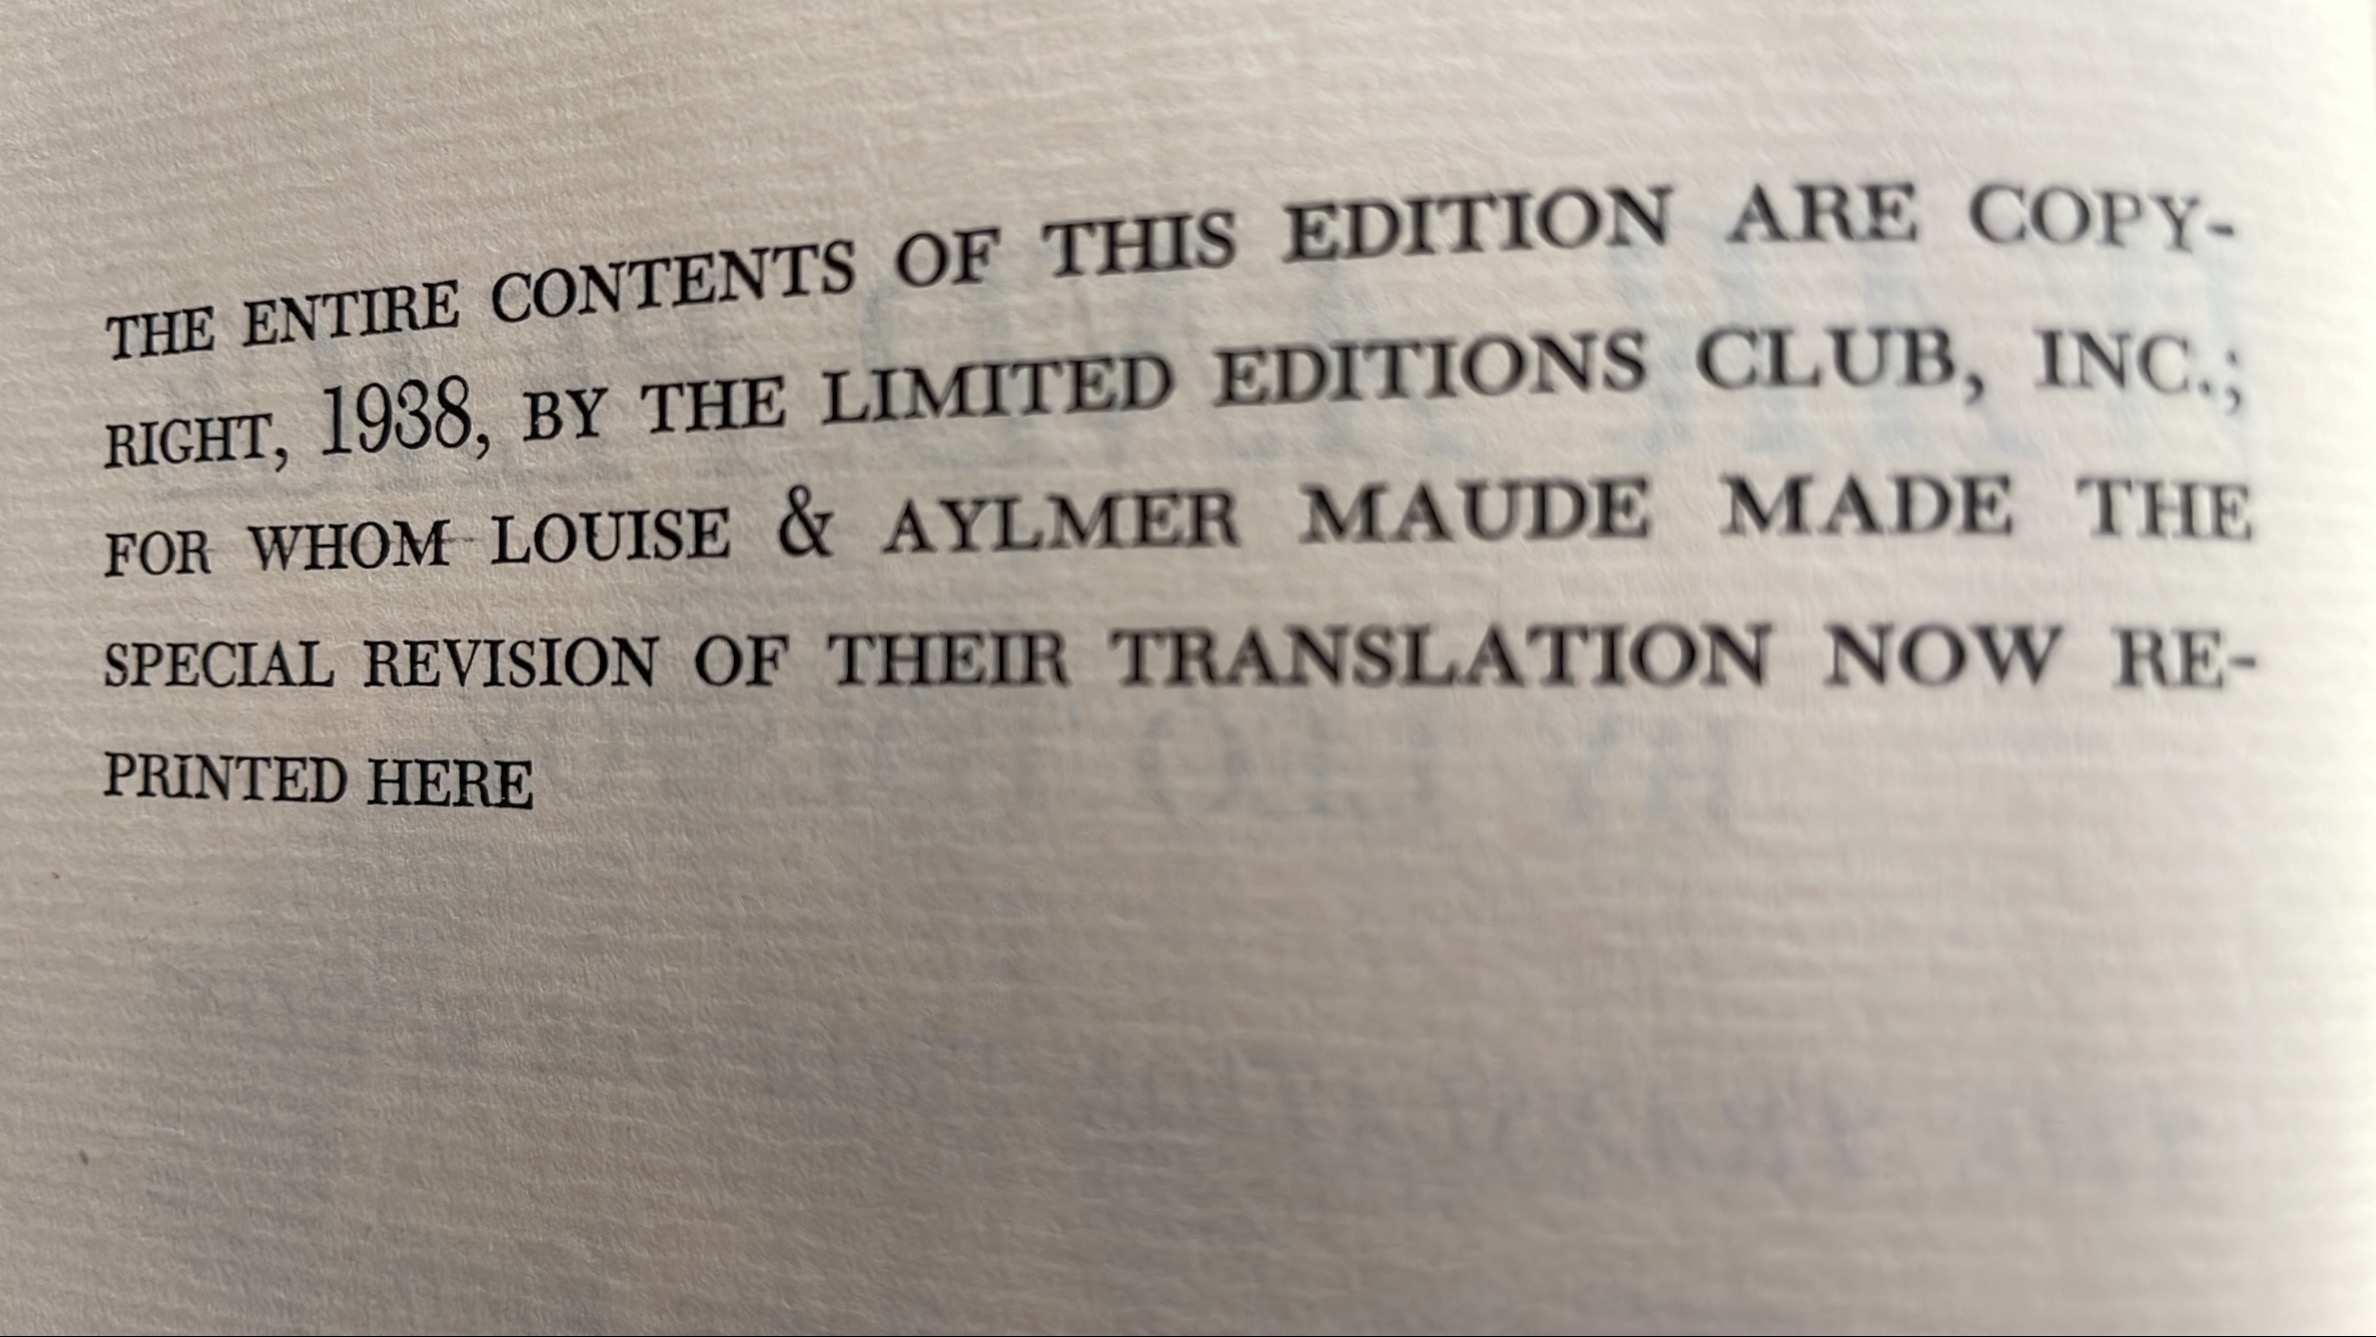 THE ENTIRE CONTENTS OF THIS EDITION ARE COPY-
RIGHT, 1938, BY THE LIMITED EDITIONS CLUB, INC.;
FOR WHOM LOUISE & AYLMER MAUDE MADE THE
SPECIAL REVISION OF THEIR TRANSLATION NOW RE-
PRINTED HERE